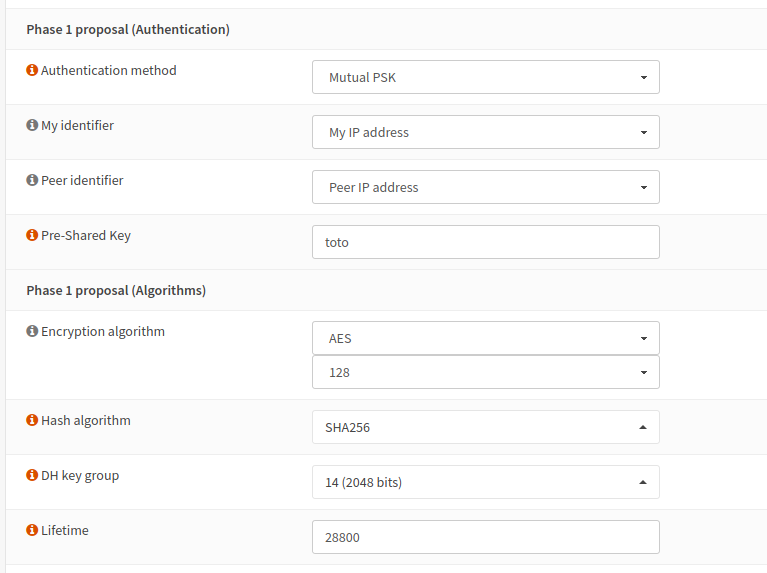 Phase 1 proposal (Authentication)
Authentication method
Mutual PSK
My identifier
My IP address
Peer identifier
Peer IP address
Pre-Shared Key
toto
Phase 1 proposal (Algorithms)
Encryption algorithm
AES
128
Hash algorithm
SHA256
DH key group
14 (2048 bits)
Lifetime
28800